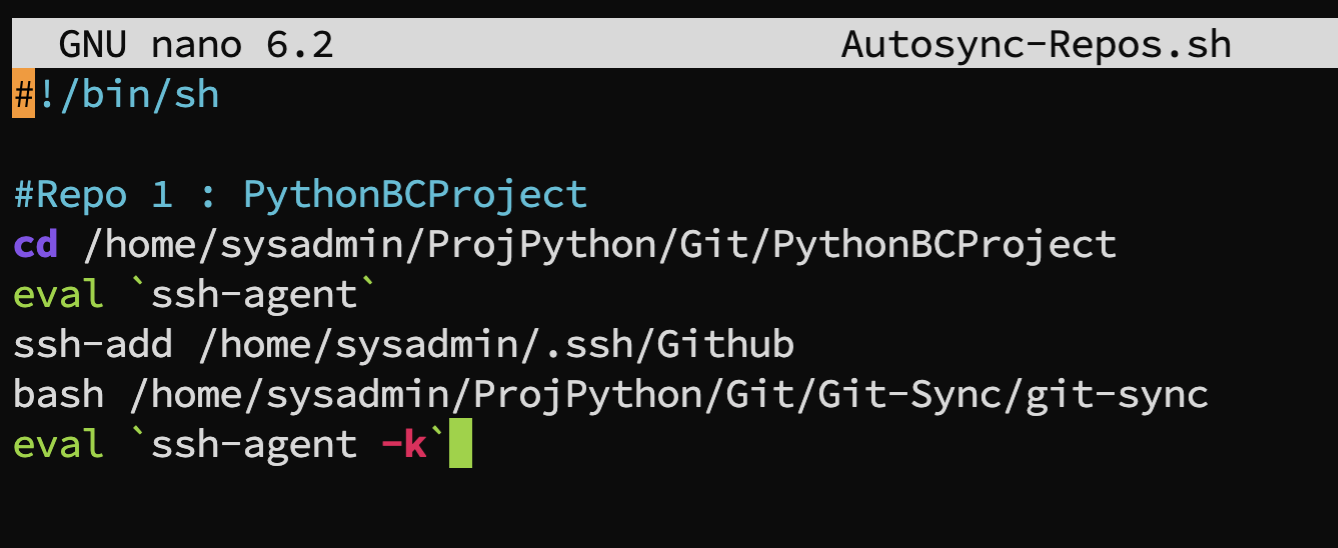 GNU nano 6.2 Autosync-Repos.sh
#!/bin/sh
#Repo 1 : PythonBCProject
cd /home/sysadmin/ProjPython/Git/PythonBCProject
eval `ssh-agent`
ssh-add /home/sysadmin/.ssh/Github
bash /home/sysadmin/ProjPython/Git/Git-Sync/git-sync
eval `ssh-agent -k`